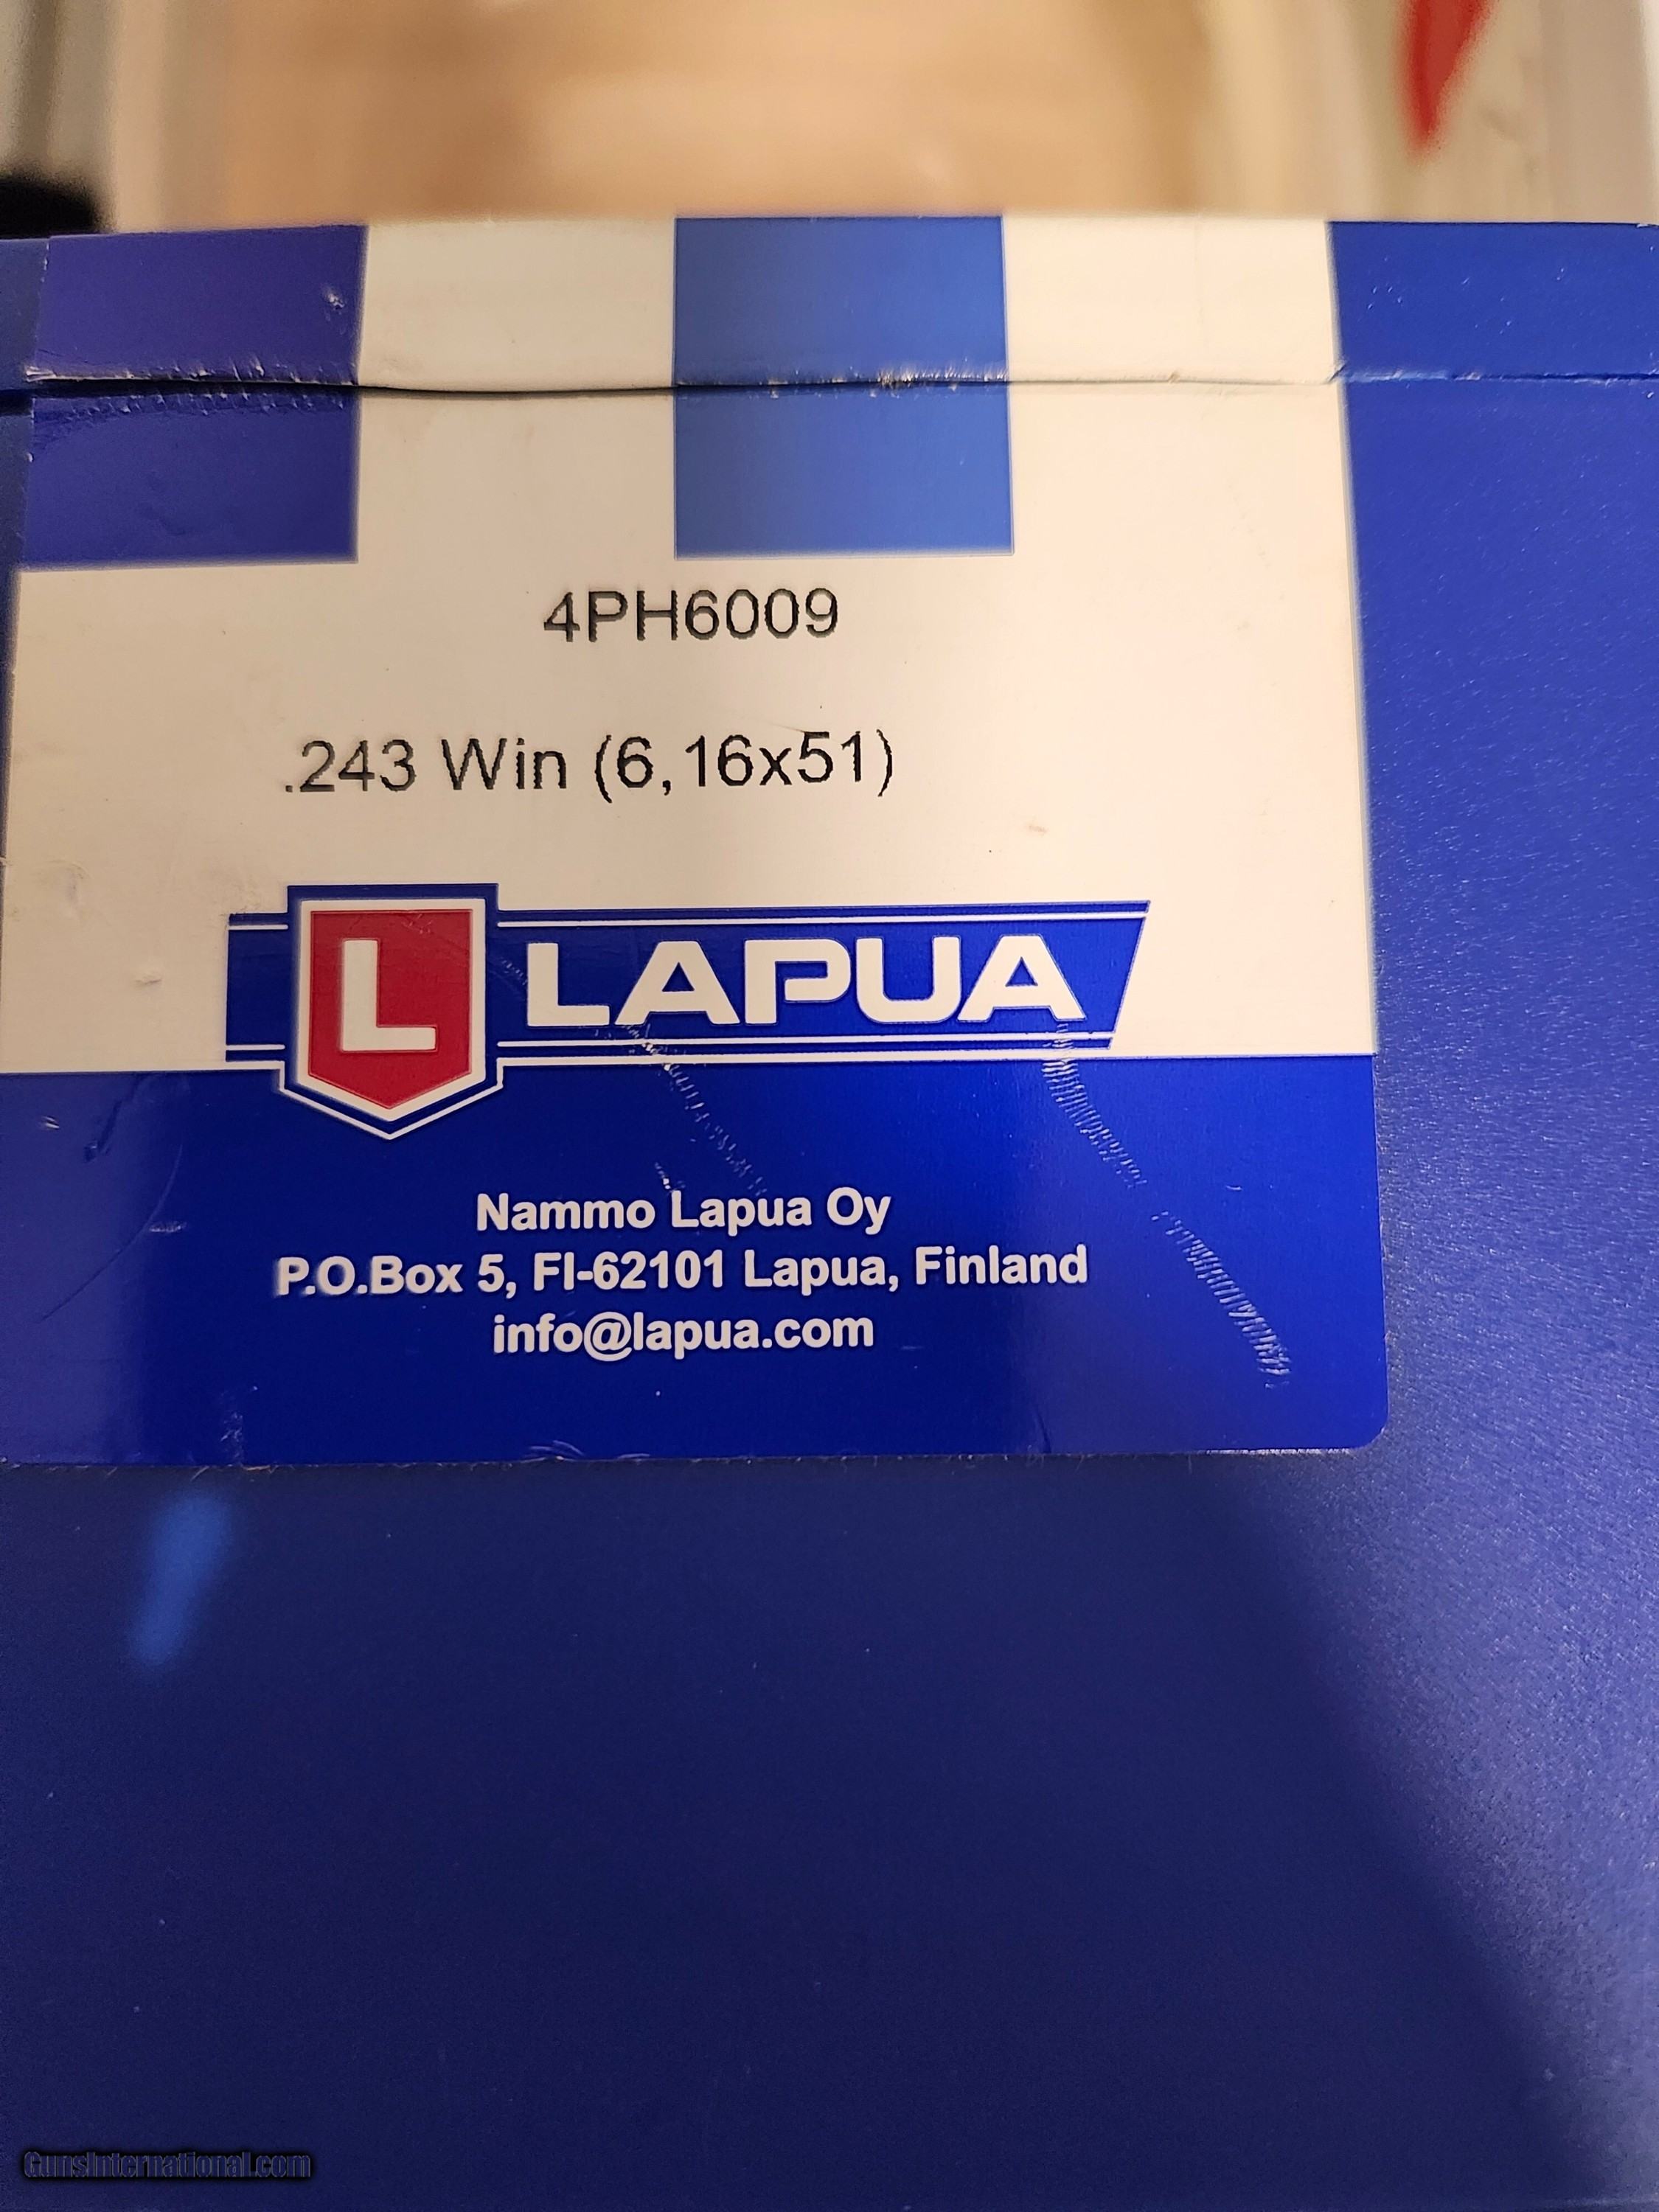 4PH6009
.243 Win (6,16x51)
L LAPUA
Nammo Lapua Oy
P.O.Box 5, FI-62101 Lapua, Finland
info@lapua.com
GunsInternational.com